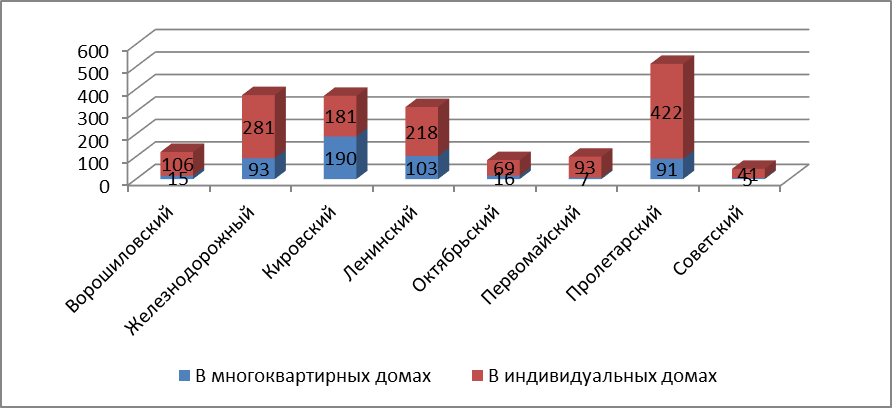 600
500
400
300
200
100
0
106 281 181 218 69 93 422 41
15 93 190 103 16 7 91 5
Ворошиловский
Железнодорожный
Кировский
Ленинский
Октябрьский
Первомайский
Пролетарский
Советский
В многоквартирных домах В индивидуальных домах